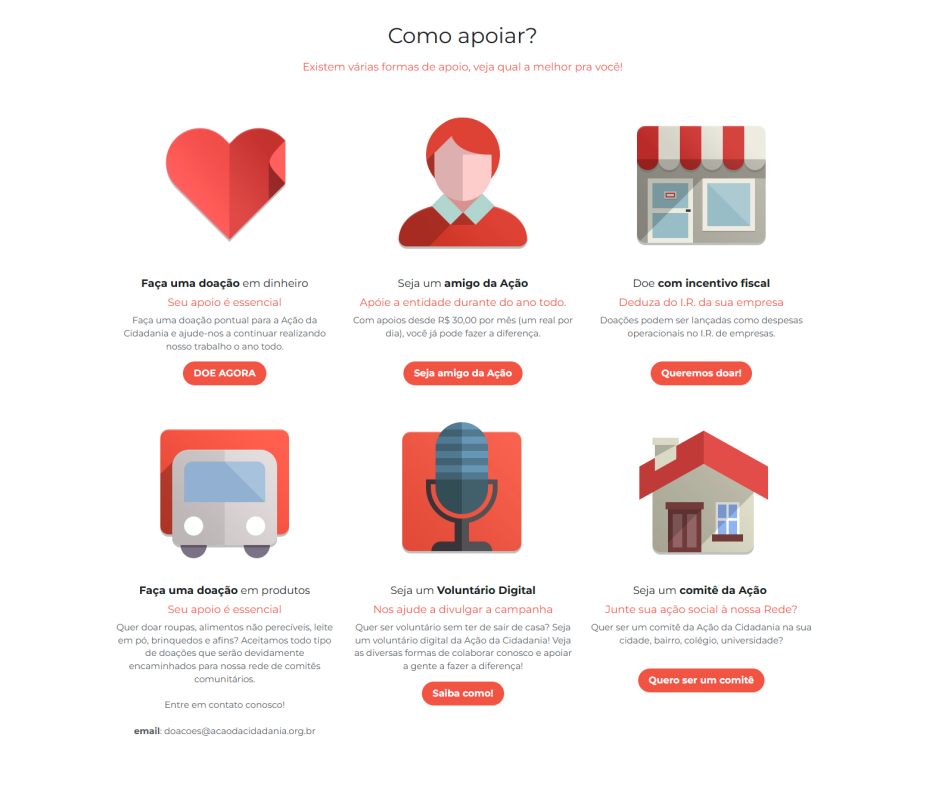 Como apoiar?
Existem várias formas de apoio, veja qual a melhor pra você!
Faça uma doação em dinheiro
Seu apoio é essencial
Faça uma doação pontual para a Ação da
Cidadania e ajude-nos a continuar realizando
nosso trabalho o ano todo.
DOE AGORA
Seja um amigo da Ação
Apóie a entidade durante do ano todo.
Com apoios desde R$ 30,00 por mês (um real por
dia), você já pode fazer a diferença.
Seja amigo da Ação
Doe com incentivo fiscal
Deduza do I.R. da sua empresa
Doações podem ser lançadas como despesas
operacionais no I.R. de empresas.
Queremos doar!
Faça uma doação em produtos
Seu apoio é essencial
Quer doar roupas, alimentos não perecíveis, leite
em pó, brinquedos e afins? Aceitamos todo tipo
de doações que serão devidamente
encaminhados para nossa rede de comitês
comunitários.
Entre em contato conosco!
email: doacoes@acaodacidadania.org.br
Seja um Voluntário Digital
Nos ajude a divulgar a campanha
Quer ser voluntário sem ter de sair de casa? Seja
um voluntário digital da Ação da Cidadania! Veja
as diversas formas de colaborar conosco e apoiar
a gente a fazer a diferença!
Saiba como!
Seja um comitê da Ação
Junte sua ação social à nossa Rede?
Quer ser um comitê da Ação da Cidadania na sua
cidade, bairro, colégio, universidade?
Quero ser um comitê